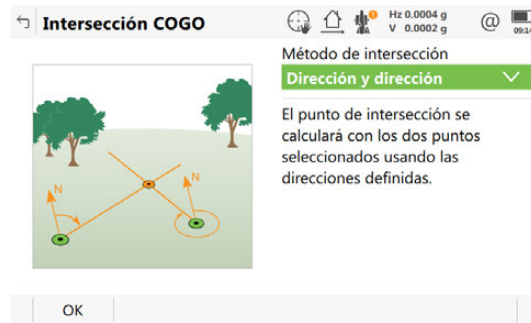 Intersección COGO
Hz 0.0004 g
V 0.0002 g
@
Método de intersección
Dirección y dirección
El punto de intersección se
calculará con los dos puntos
seleccionados usando las
direcciones definidas.
N
N
OK